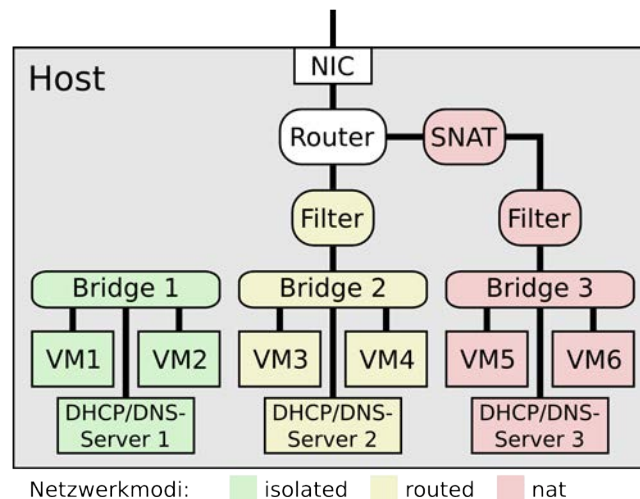 NIC
Host
Router
SNAT
Filter
Filter
Bridge 1
Bridge 2
Bridge 3
VM1
VM2
VM3
VM4
VM5
VM6
DHCP/DNS-
Server 1
DHCP/DNS-
Server 2
DHCP/DNS-
Server 3
Netzwerkmodi: isolated routed nat